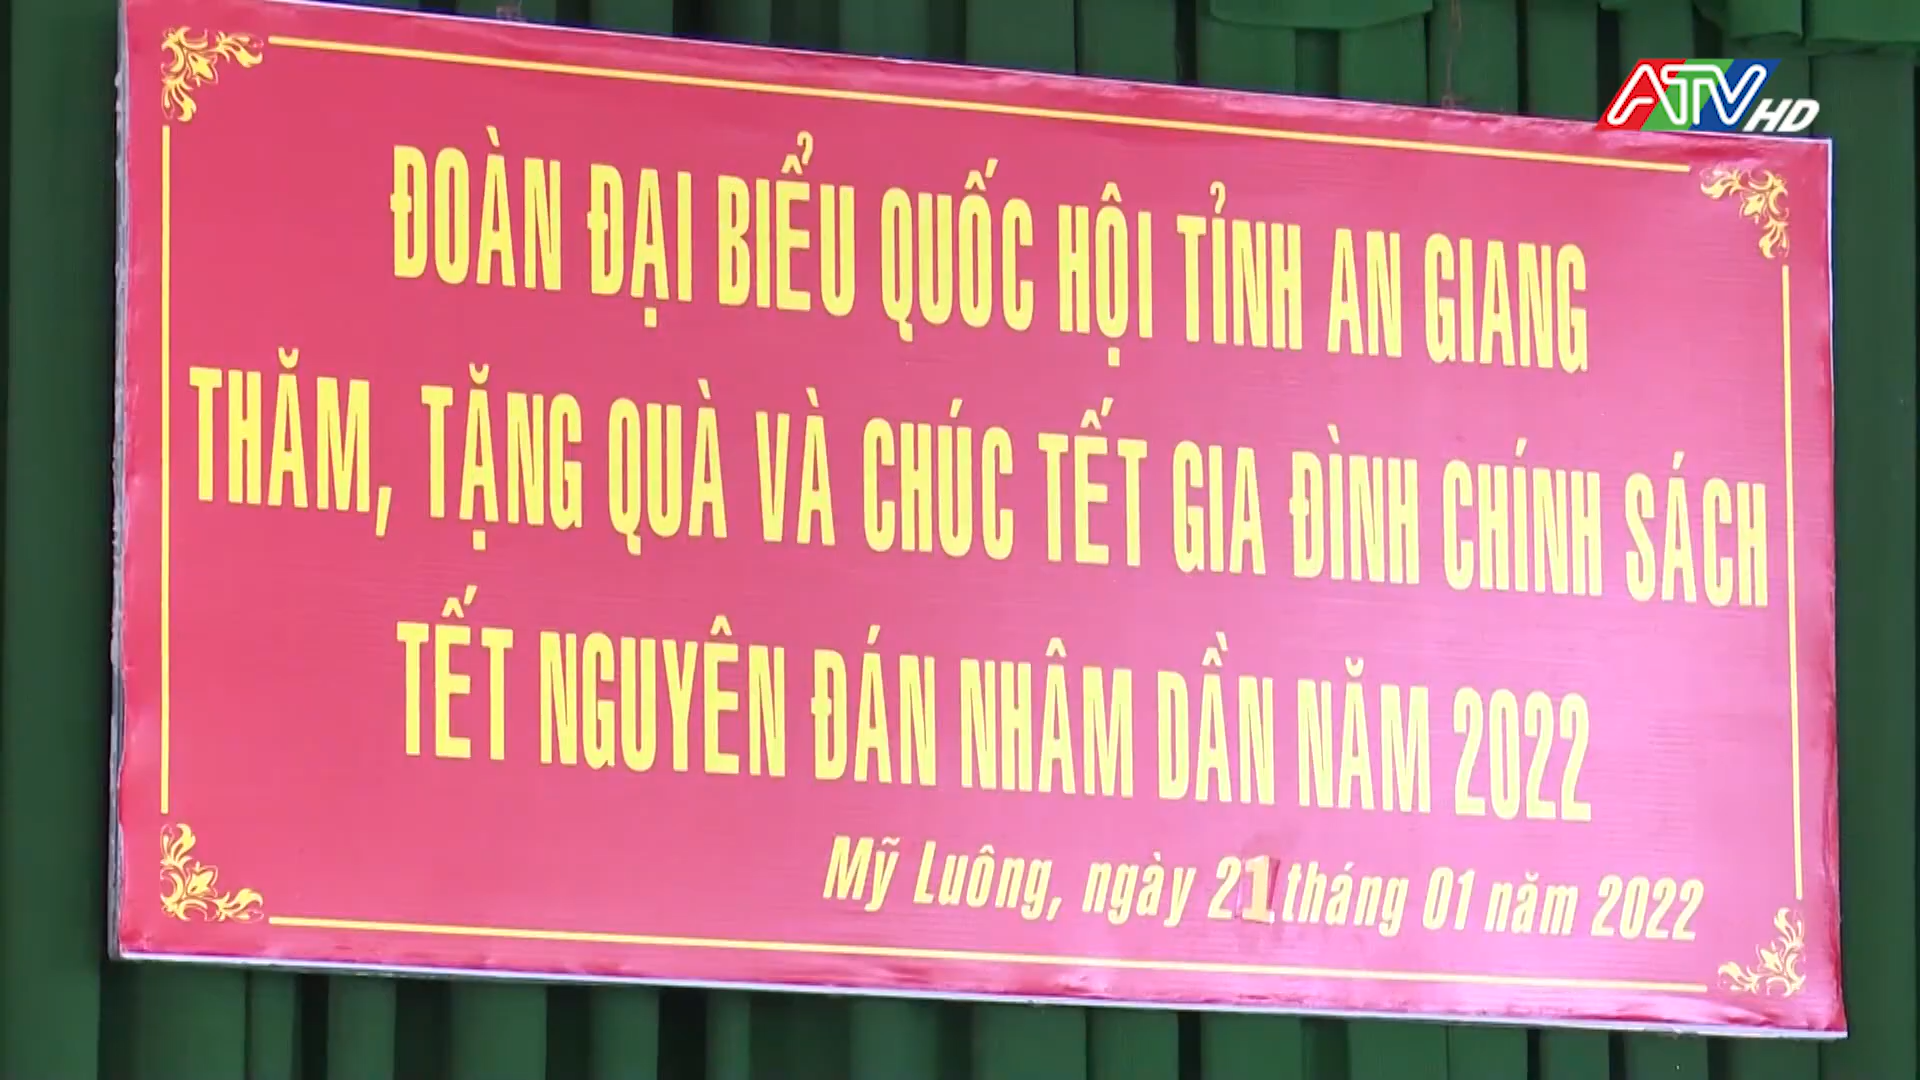 ATV HD
ĐOÀN ĐẠI BIỂU QUỐC HỘI TỈNH AN GIANG
THĂM, TẶNG QUÀ VÀ CHÚC TẾT GIA ĐÌNH CHÍNH SÁCH
TẾT NGUYÊN ĐÁN NHÂM DẦN NĂM 2022
Mỹ Luông, ngày 21 tháng 01 năm 2022